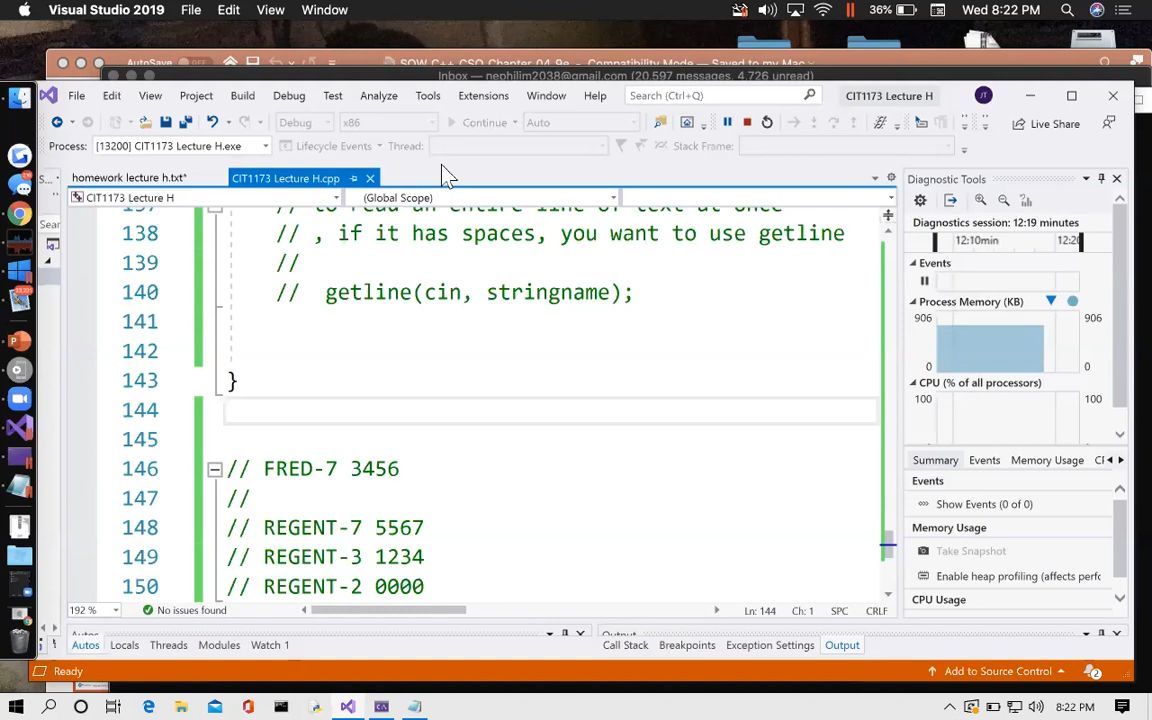 Visual Studio 2019 File Edit View Window 36% Wed 8:22 PM
AutoSave SOW C++ CSO Chapter 04 9e - Compatibility Mode — Saved to my Mac
Inbox — nephilim2038@gmail.com (20,597 messages, 4,726 unread)
File Edit View Project Build Debug Test Analyze Tools Extensions Window Help Search (Ctrl+Q) CIT1173 Lecture H JT
Debug x86 Continue Auto Live Share
Process: [13200] CIT1173 Lecture H.exe Lifecycle Events Thread: Stack Frame:
homework lecture h.txt* CIT1173 Lecture H.cpp
CIT1173 Lecture H (Global Scope)
137 // to read an entire line of text at once
138 // , if it has spaces, you want to use getline
139 //
140 // getline(cin, stringname);
141
142
143 }
144
145
146 // FRED-7 3456
147 //
148 // REGENT-7 5567
149 // REGENT-3 1234
150 // REGENT-2 0000
192 % No issues found Ln: 144 Ch: 1 SPC CRLF
Diagnostic Tools
Diagnostics session: 12:19 minutes
12:10min 12:20
Events
Process Memory (KB)
906 906
0 0
CPU (% of all processors)
100 100
Summary Events Memory Usage
Events
Show Events (0 of 0)
Memory Usage
Take Snapshot
Enable heap profiling (affects perfo
CPU Usage
Autos Output
Autos Locals Threads Modules Watch 1 Call Stack Breakpoints Exception Settings Output
Ready Add to Source Control 2
8:22 PM